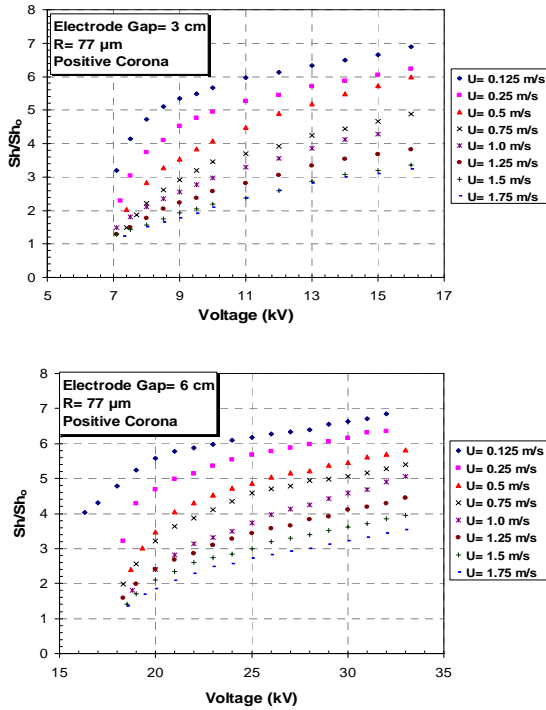 Electrode Gap= 3 cm
R= 77 µm
Positive Corona
Sh/Sho
8
7
6
5
4
3
2
1
0
5 7 9 11 13 15 17
Voltage (kV)
U= 0.125 m/s
U= 0.25 m/s
U= 0.5 m/s
U= 0.75 m/s
U= 1.0 m/s
U= 1.25 m/s
U= 1.5 m/s
U= 1.75 m/s
Electrode Gap= 6 cm
R= 77 µm
Positive Corona
Sh/Sho
8
7
6
5
4
3
2
1
0
15 20 25 30 35
Voltage (kV)
U= 0.125 m/s
U= 0.25 m/s
U= 0.5 m/s
U= 0.75 m/s
U= 1.0 m/s
U= 1.25 m/s
U= 1.5 m/s
U= 1.75 m/s